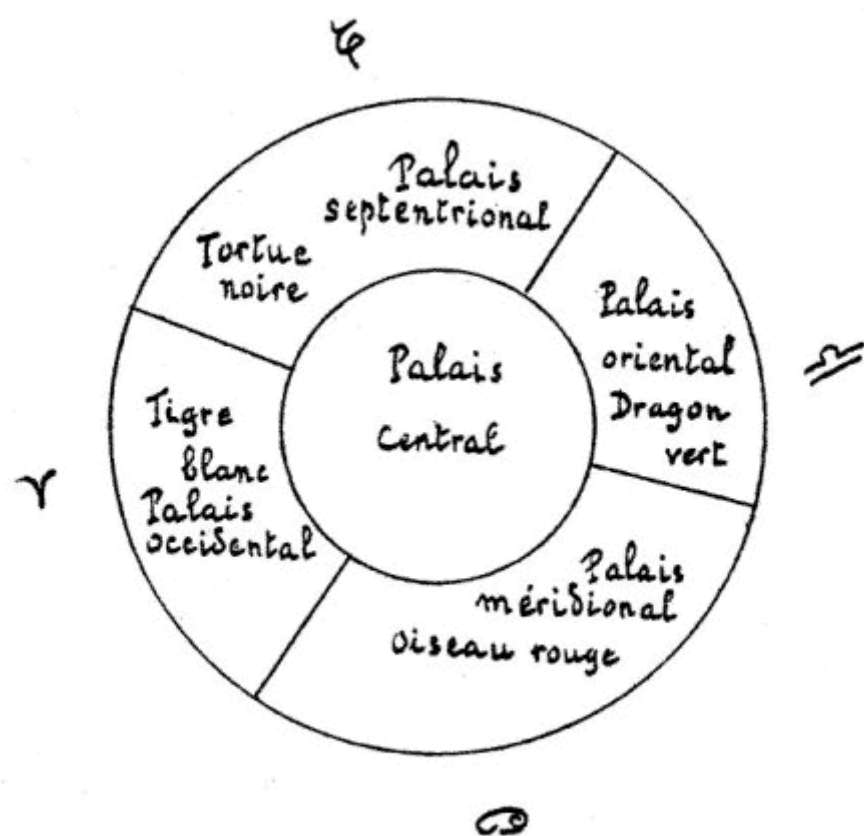 Palais
septentrional
Tortue
noire
Palais
oriental
Dragon
vert
Palais
Central
Tigre
blanc
Palais
occidental
Palais
méridional
oiseau rouge